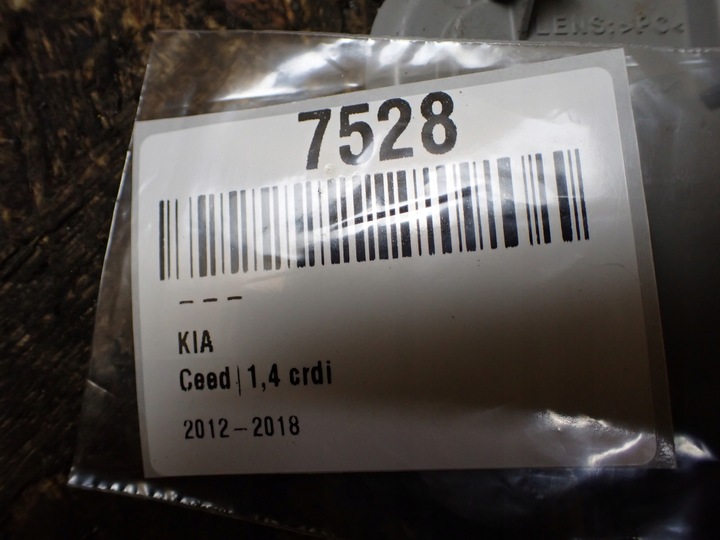 LENS:>PC<
7528
– – –
KIA
Ceed | 1,4 crdi
2012–2018